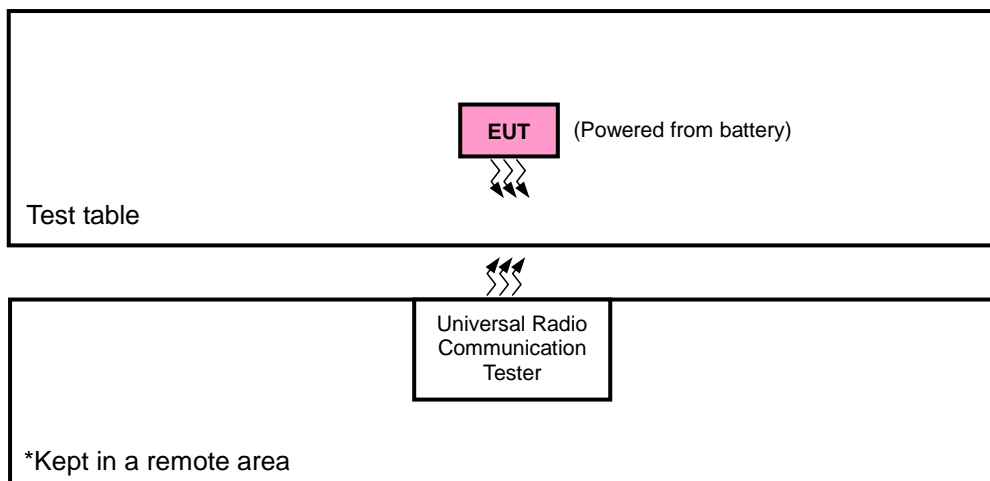 EUT
(Powered from battery)
Test table
Universal Radio
Communication
Tester
*Kept in a remote area